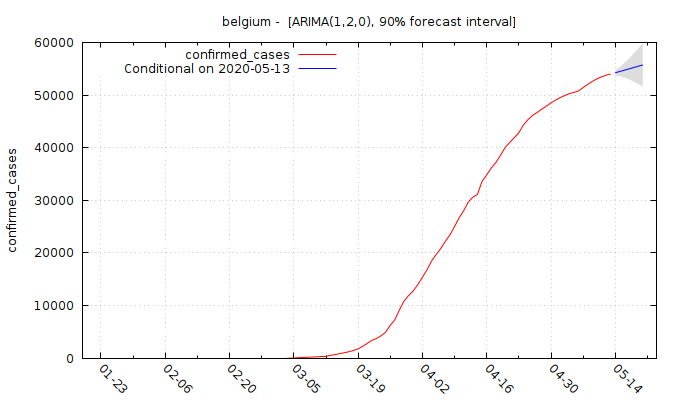 belgium -  [ARIMA(1,2,0), 90% forecast interval]
confirmed_cases
Conditional on 2020-05-13
confirmed_cases
60000
50000
40000
30000
20000
10000
0
01-23 02-06 02-20 03-05 03-19 04-02 04-16 04-30 05-14